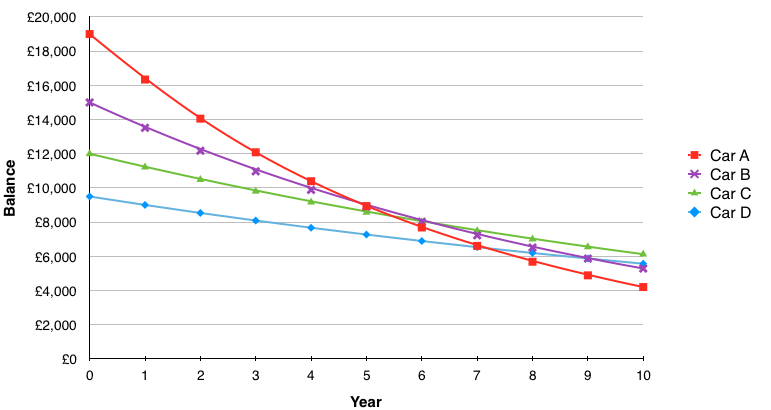 £20,000
£18,000
£16,000
£14,000
£12,000
£10,000
£8,000
£6,000
£4,000
£2,000
£0
Balance
0 1 2 3 4 5 6 7 8 9 10
Year
Car A
Car B
Car C
Car D